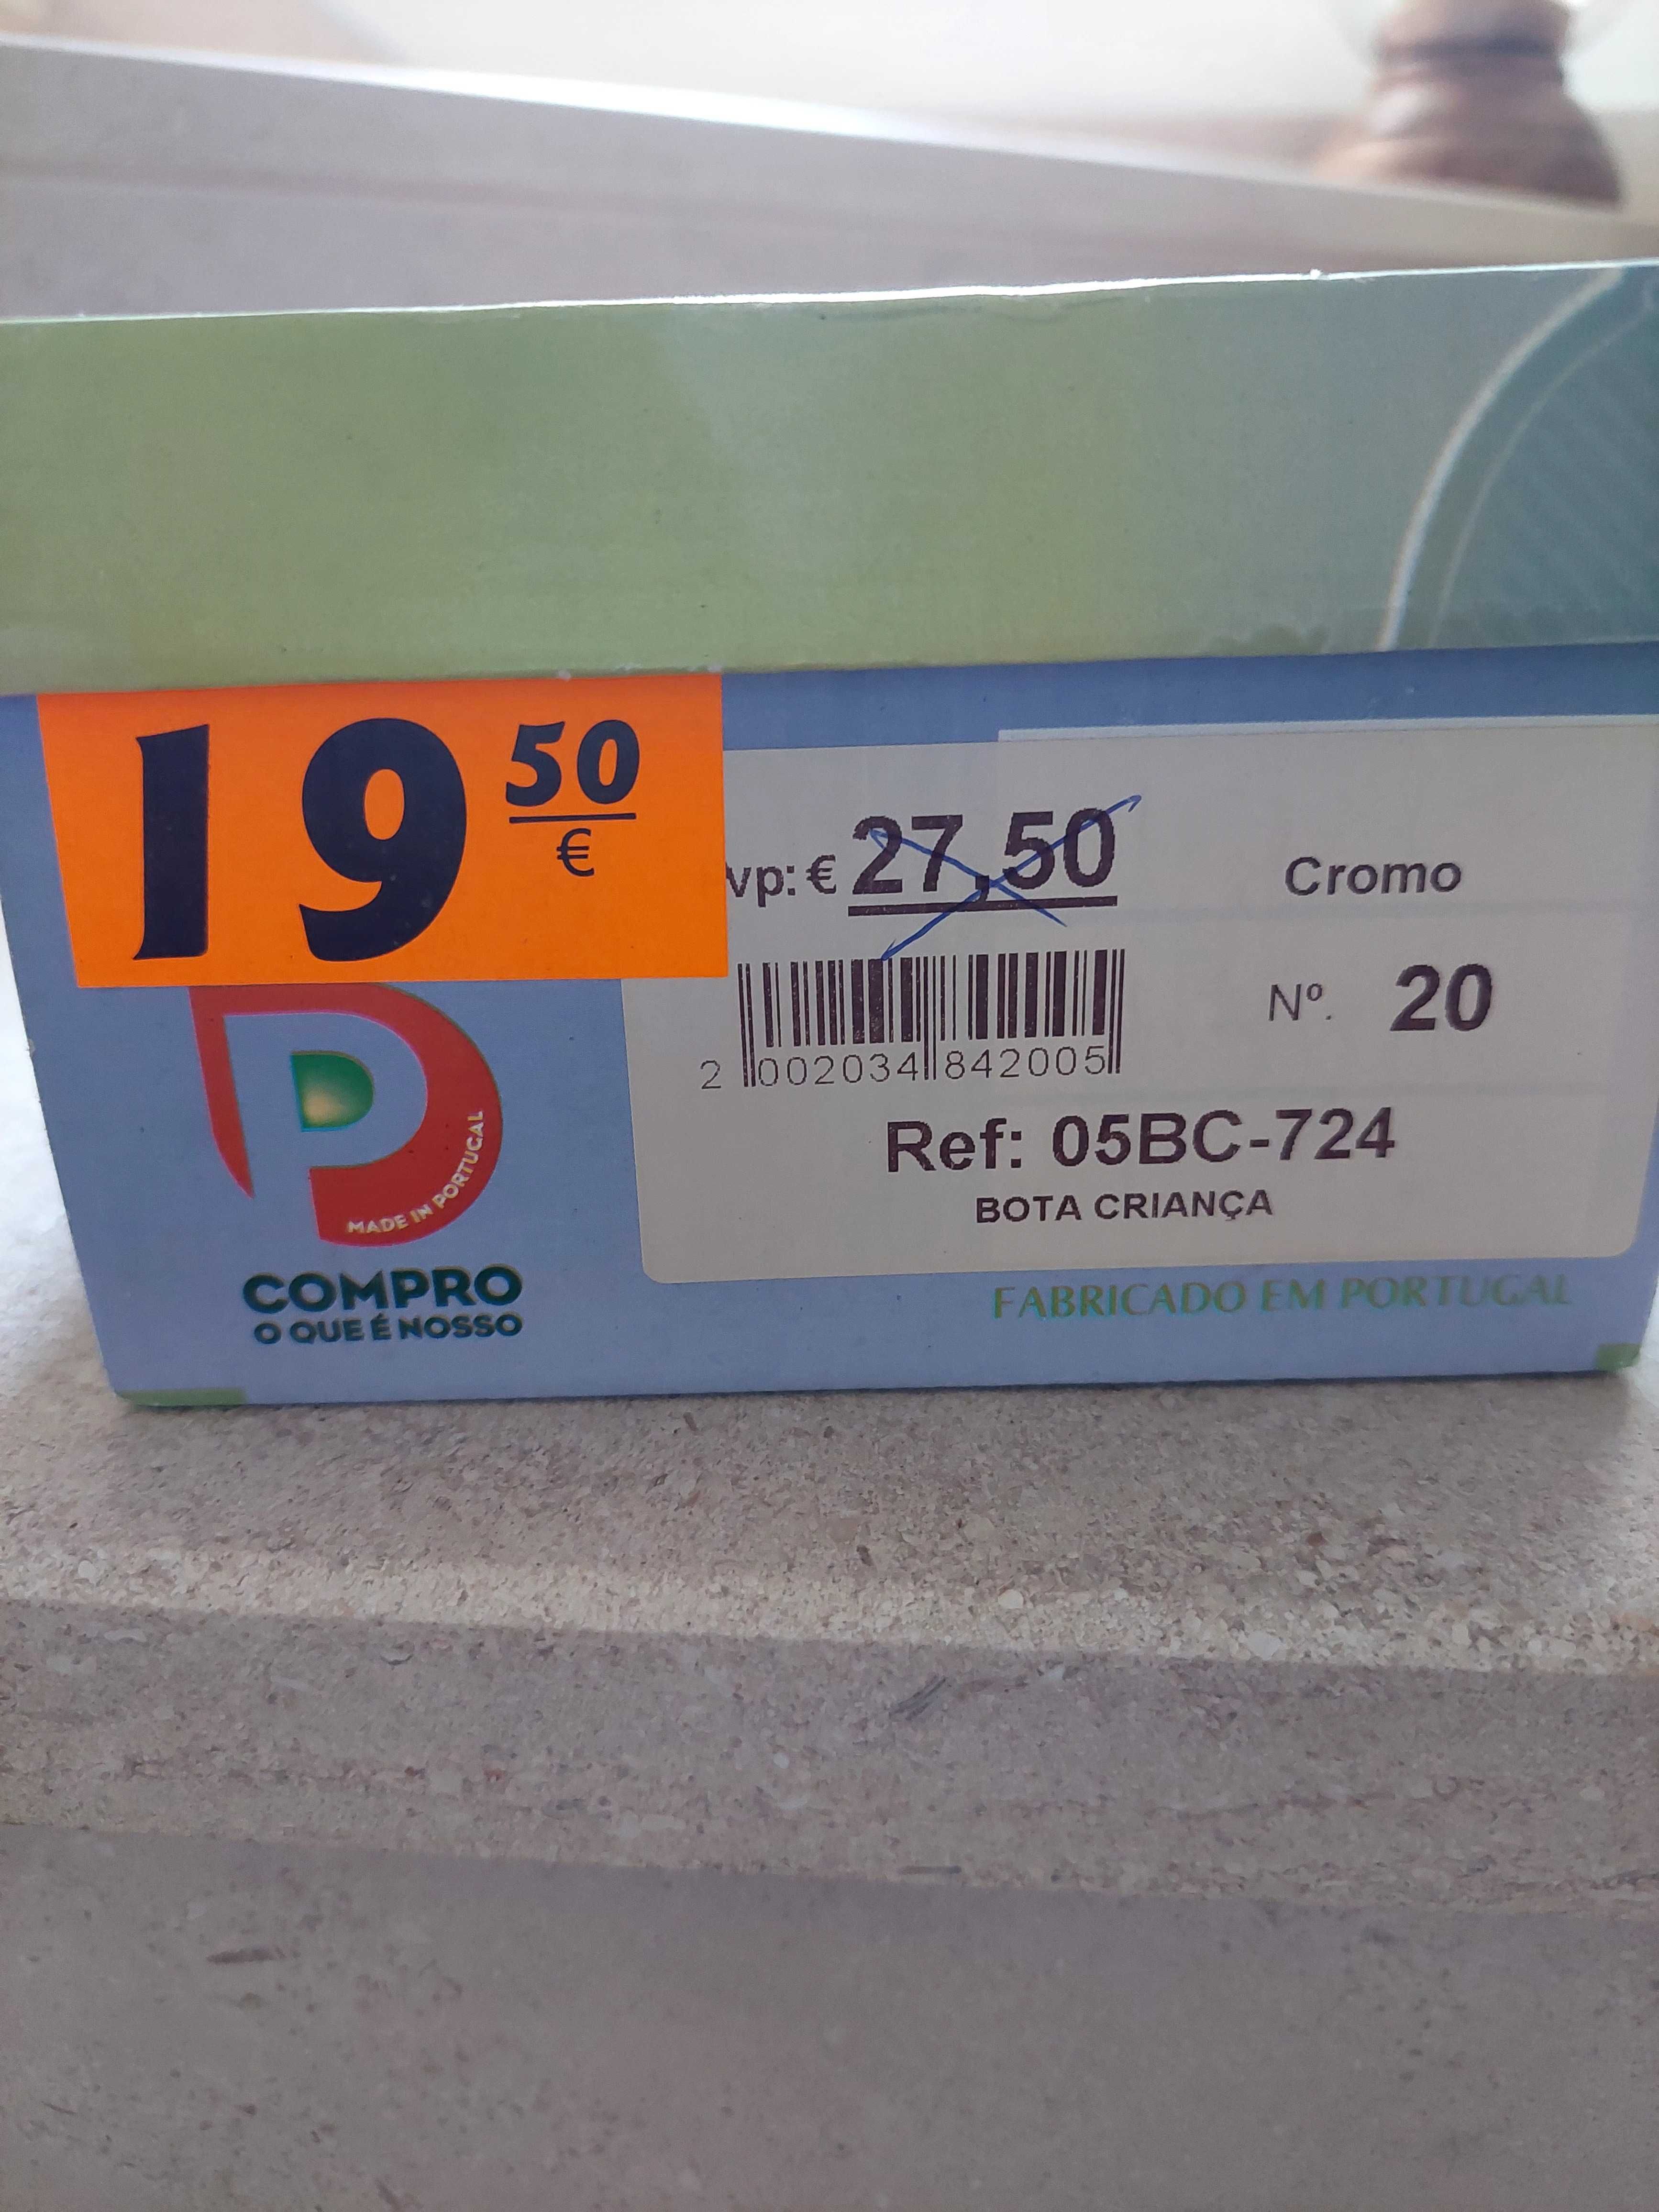 19 50
€
vp: € 27,50
Cromo
Nº. 20
2 002034 842005
Ref: 05BC-724
BOTA CRIANÇA
MADE IN PORTUGAL
COMPRO
O QUE É NOSSO
FABRICADO EM PORTUGAL